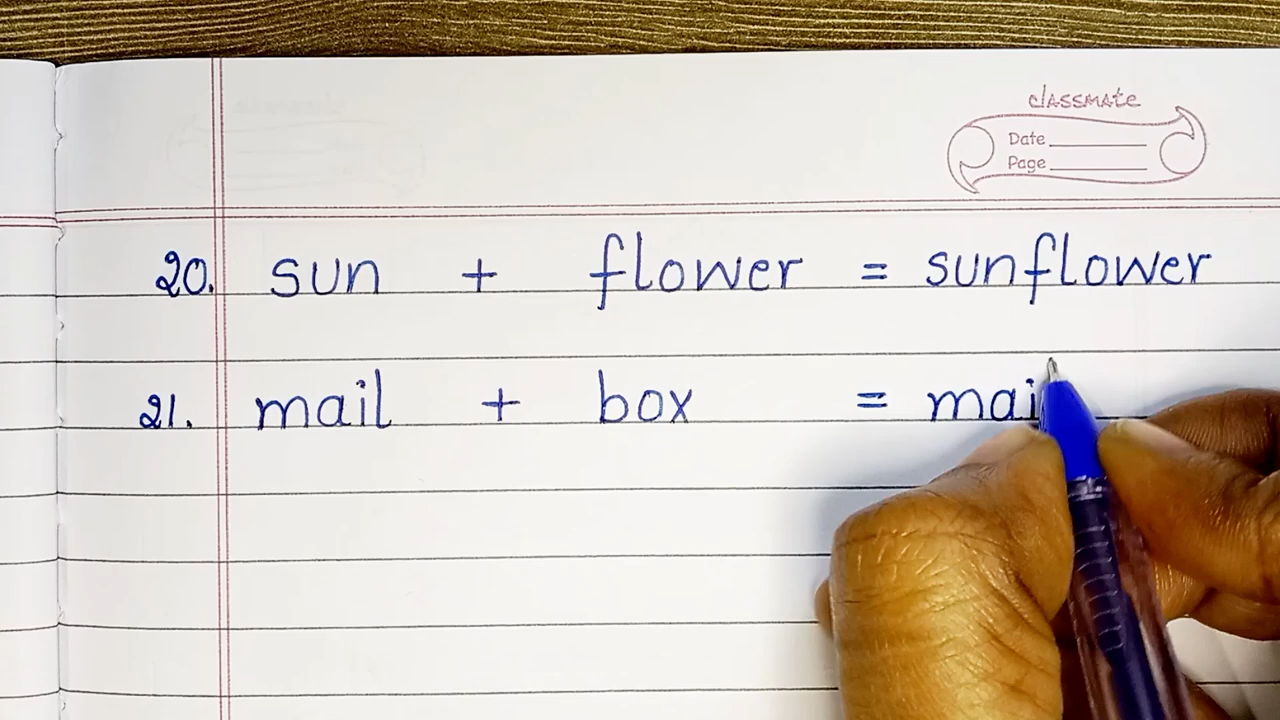 classmate
Date
Page
20. sun + flower = sunflower
21. mail + box = mai